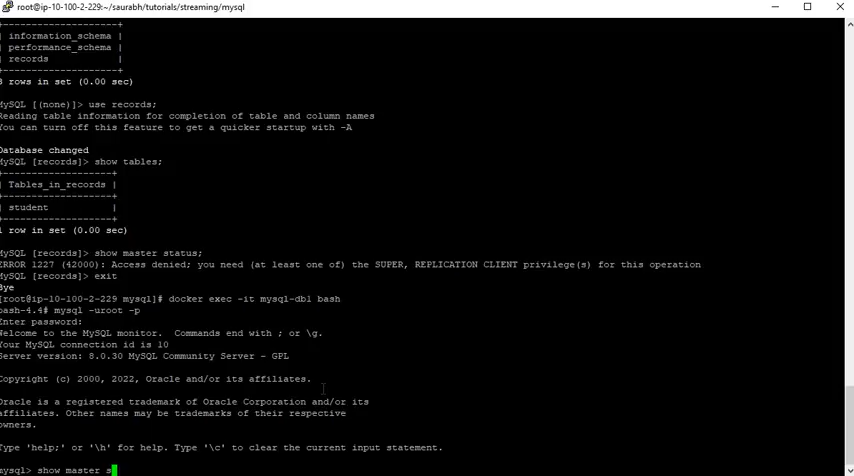 root@ip-10-100-2-229:~/saurabh/tutorials/streaming/mysql
+--------------------+
| information_schema |
| performance_schema |
| records            |
+--------------------+
3 rows in set (0.00 sec)
MySQL [(none)]> use records;
Reading table information for completion of table and column names
You can turn off this feature to get a quicker startup with -A
Database changed
MySQL [records]> show tables;
+-------------------+
| Tables_in_records |
+-------------------+
| student           |
+-------------------+
1 row in set (0.00 sec)
MySQL [records]> show master status;
ERROR 1227 (42000): Access denied; you need (at least one of) the SUPER, REPLICATION CLIENT privilege(s) for this operation
MySQL [records]> exit
Bye
[root@ip-10-100-2-229 mysql]# docker exec -it mysql-db1 bash
bash-4.4# mysql -uroot -p
Enter password:
Welcome to the MySQL monitor.  Commands end with ; or \g.
Your MySQL connection id is 10
Server version: 8.0.30 MySQL Community Server - GPL
Copyright (c) 2000, 2022, Oracle and/or its affiliates.
Oracle is a registered trademark of Oracle Corporation and/or its
affiliates. Other names may be trademarks of their respective
owners.
Type 'help;' or '\h' for help. Type '\c' to clear the current input statement.
mysql> show master s